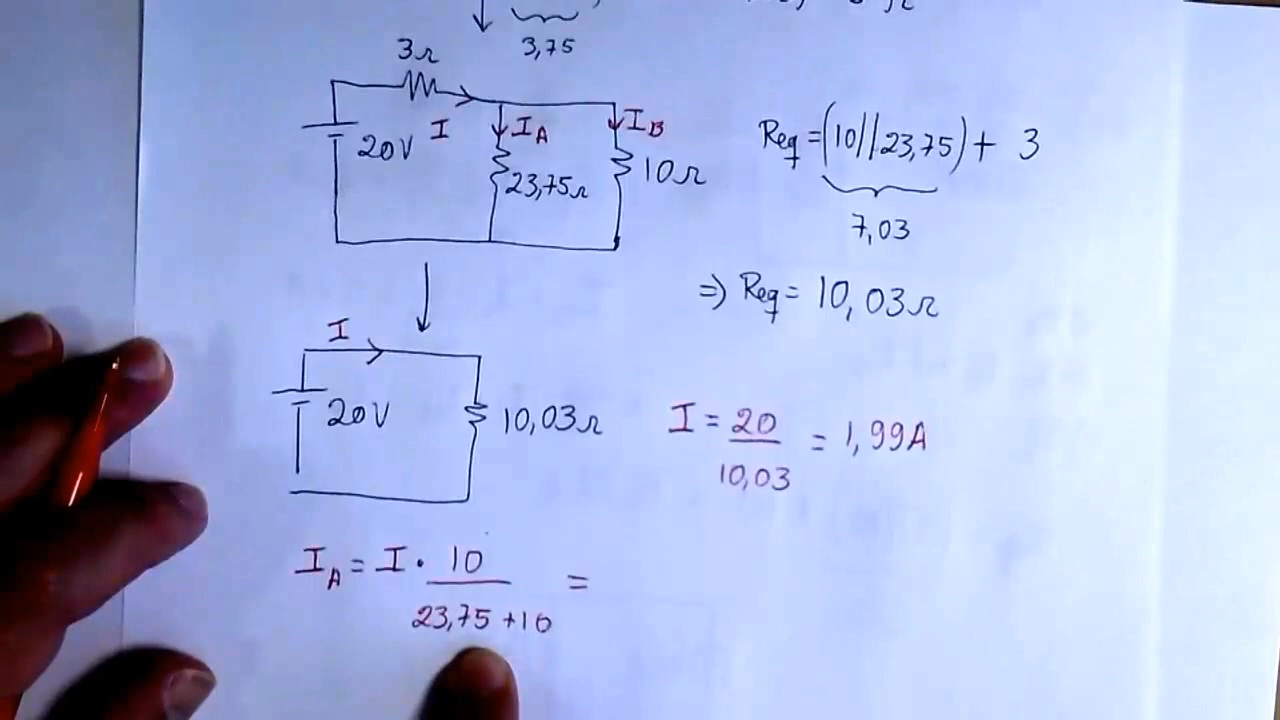 3,75
3Ω
I
20V
I_A
I_B
23,75Ω
10Ω
Req = (10//23,75) + 3
7,03
⇒ Req = 10,03Ω
I
20V
10,03Ω
I = 20/10,03 = 1,99A
I_A = I · 10/(23,75 + 10) =